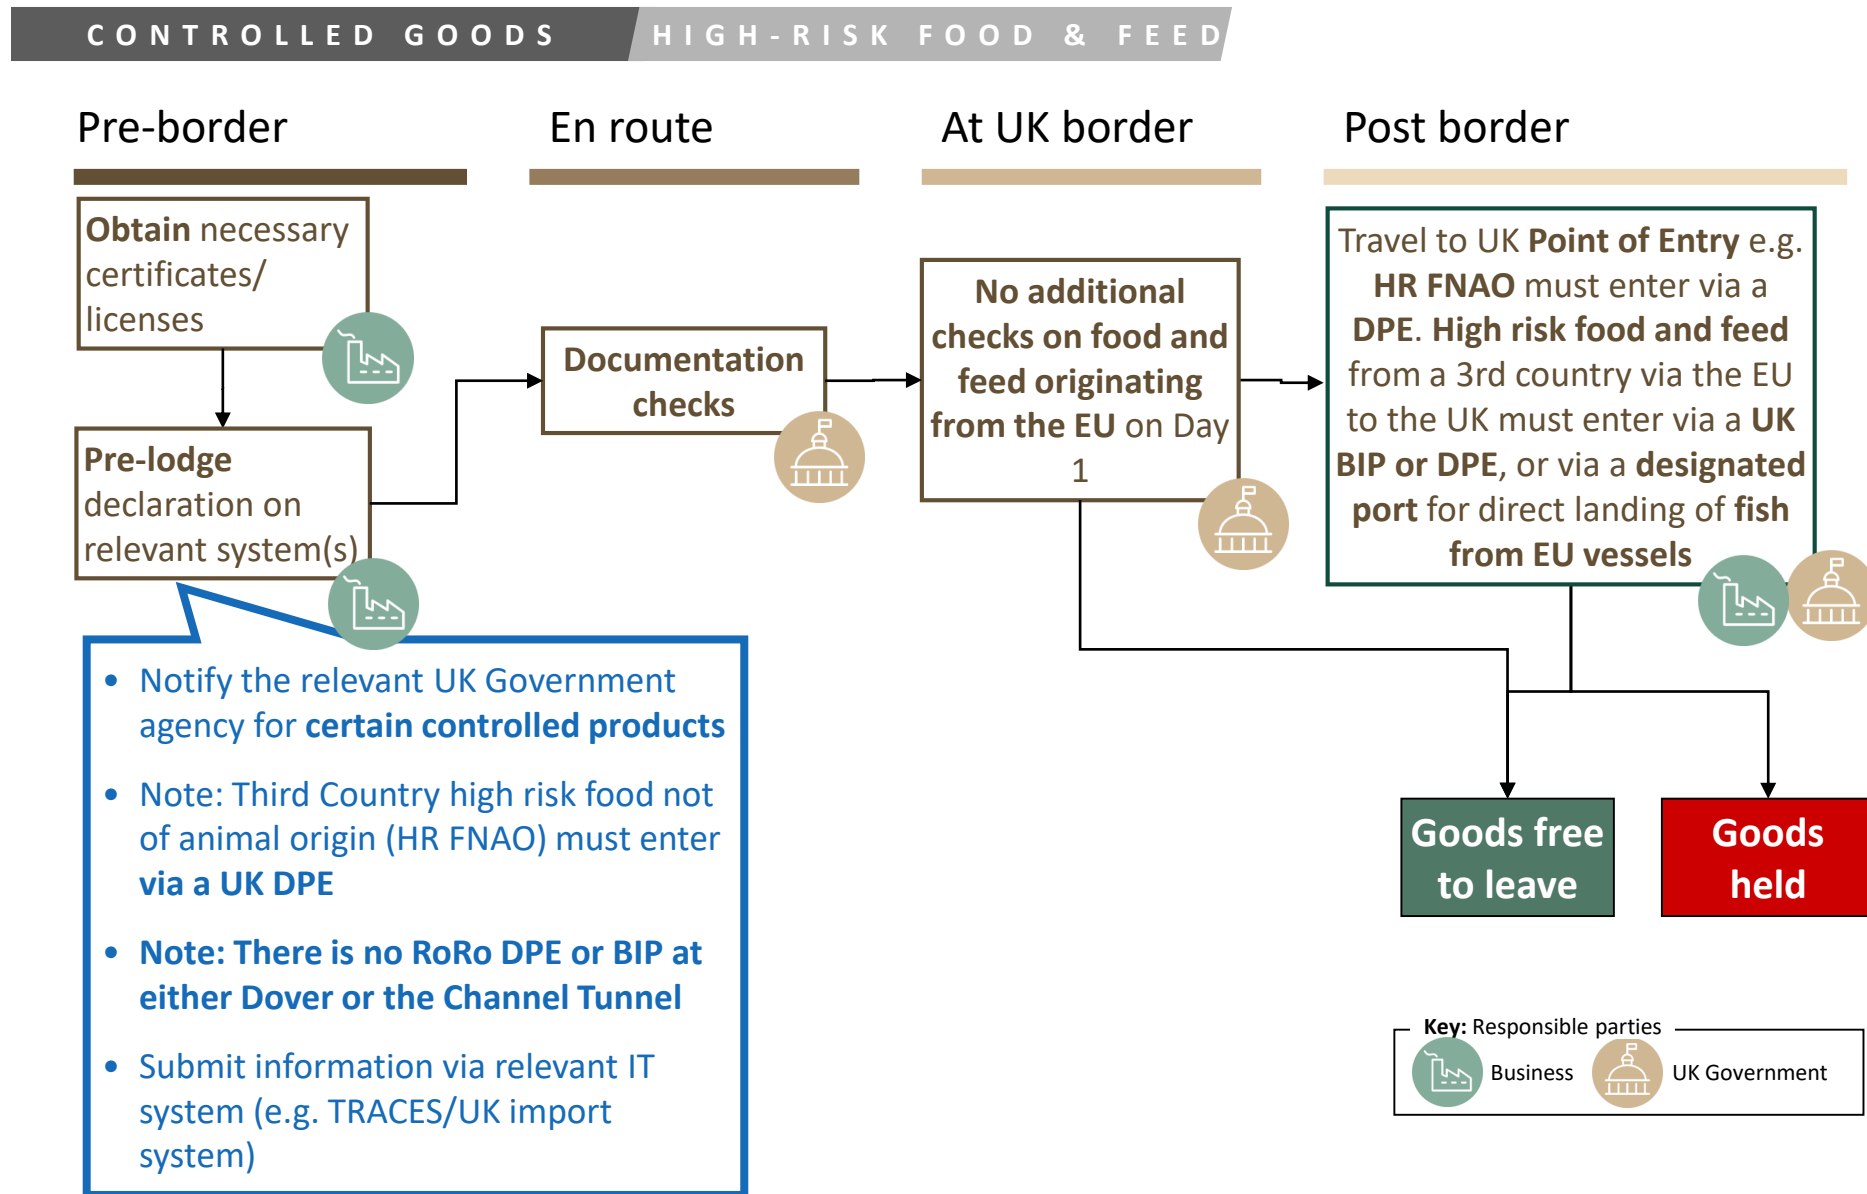 CONTROLLED GOODS
HIGH-RISK FOOD & FEED
Pre-border
En route
At UK border
Post border
Obtain necessary
certificates/
licenses
Pre-lodge
declaration on
relevant system(s)
Documentation
checks
No additional
checks on food and
feed originating
from the EU on Day
1
Travel to UK Point of Entry e.g.
HR FNAO must enter via a
DPE. High risk food and feed
from a 3rd country via the EU
to the UK must enter via a UK
BIP or DPE, or via a designated
port for direct landing of fish
from EU vessels
• Notify the relevant UK Government
agency for certain controlled products
• Note: Third Country high risk food not
of animal origin (HR FNAO) must enter
via a UK DPE
• Note: There is no RoRo DPE or BIP at
either Dover or the Channel Tunnel
• Submit information via relevant IT
system (e.g. TRACES/UK import
system)
Goods free
to leave
Goods
held
Key: Responsible parties
Business
UK Government